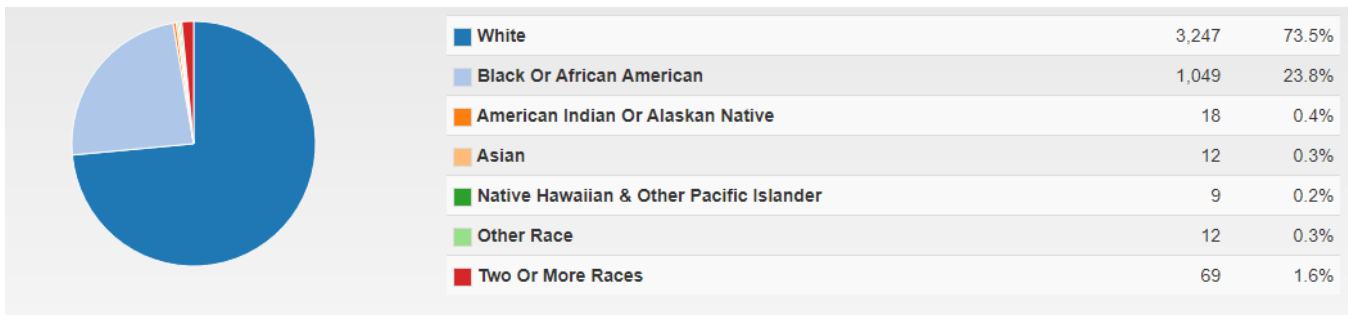 White 3,247 73.5%
Black Or African American 1,049 23.8%
American Indian Or Alaskan Native 18 0.4%
Asian 12 0.3%
Native Hawaiian & Other Pacific Islander 9 0.2%
Other Race 12 0.3%
Two Or More Races 69 1.6%